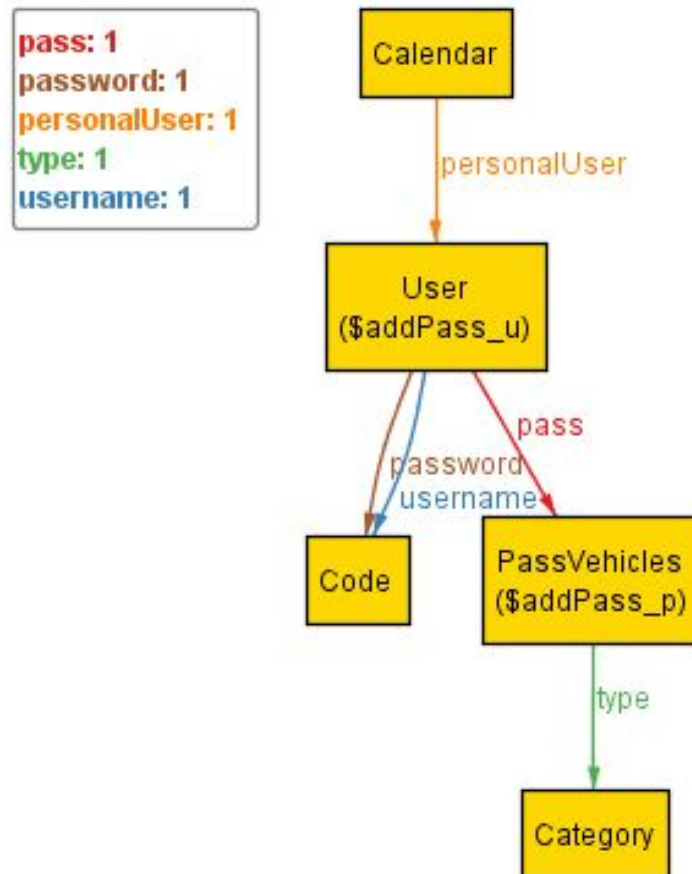 pass: 1
password: 1
personalUser: 1
type: 1
username: 1
Calendar
personalUser
User
($addPass_u)
pass
password
username
Code
PassVehicles
($addPass_p)
type
Category